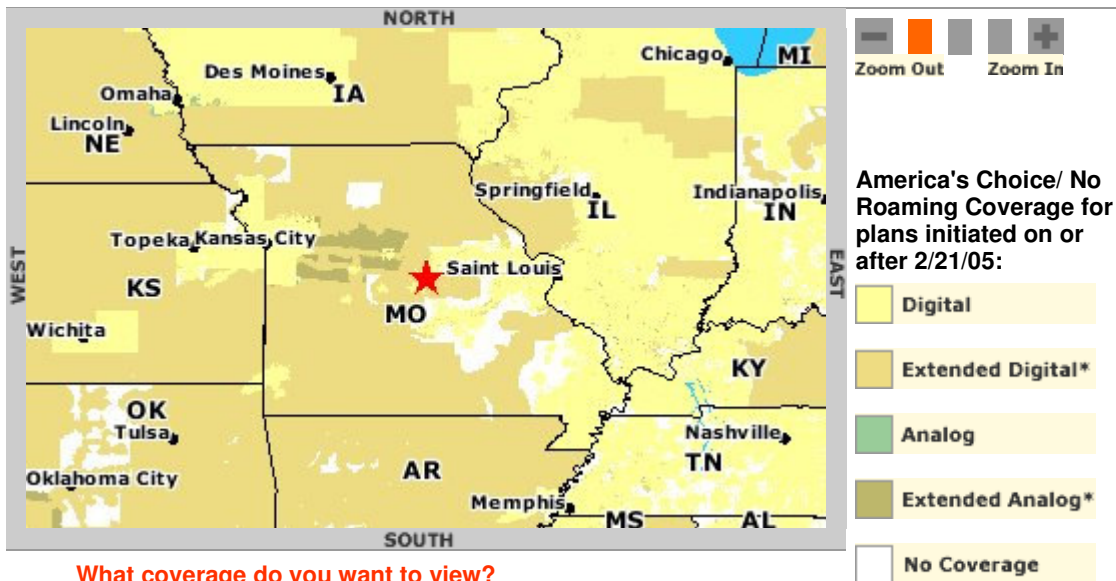 NORTH
Chicago
MI
Des Moines
IA
Omaha
Lincoln
NE
Springfield
IL
Indianapolis
IN
Topeka
Kansas City
Saint Louis
KS
MO
WEST
EAST
Wichita
KY
OK
Tulsa
Nashville
TN
AR
Oklahoma City
Memphis
MS
AL
SOUTH
What coverage do you want to view?
Zoom Out
Zoom In
America's Choice/ No
Roaming Coverage for
plans initiated on or
after 2/21/05:
Digital
Extended Digital*
Analog
Extended Analog*
No Coverage